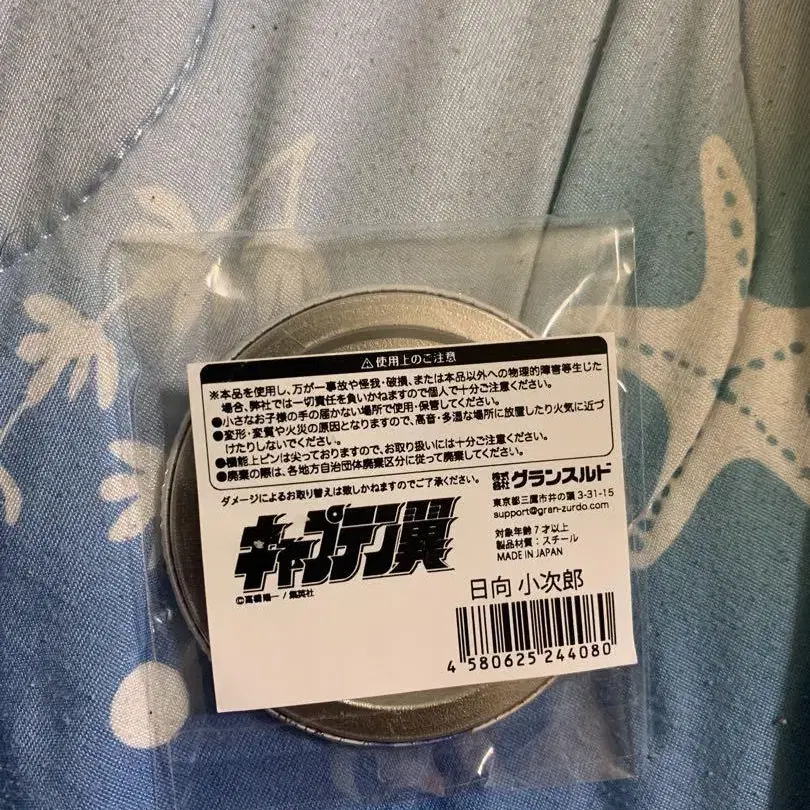 ⚠使用上のご注意
※本品を使用し、万が一事故や怪我・破損、または本品以外への物理的障害等生じた
場合、弊社では一切責任を負いかねますので個人で十分ご注意ください。
●小さなお子様の手の届かない場所で使用・保管してください。
●変形・変質や火災の原因となりますので、高音・多湿な場所に放置したり火気に近づ
けたりしないでください。
●機能上ピンは尖っておりますので、お取り扱いには十分ご注意ください。
●廃棄の際は、各地方自治団体廃棄区分に従って廃棄してください。
ダメージによるお取り替えは致しかねますのでご了承ください。
株式会社グランスルド
東京都三鷹市井の頭 3-31-15
support@gran-zurdo.com
対象年齢 7 才以上
製品材質：スチール
MADE IN JAPAN
キャプテン翼
©高橋陽一 / 集英社
日向 小次郎
4 580625 244080